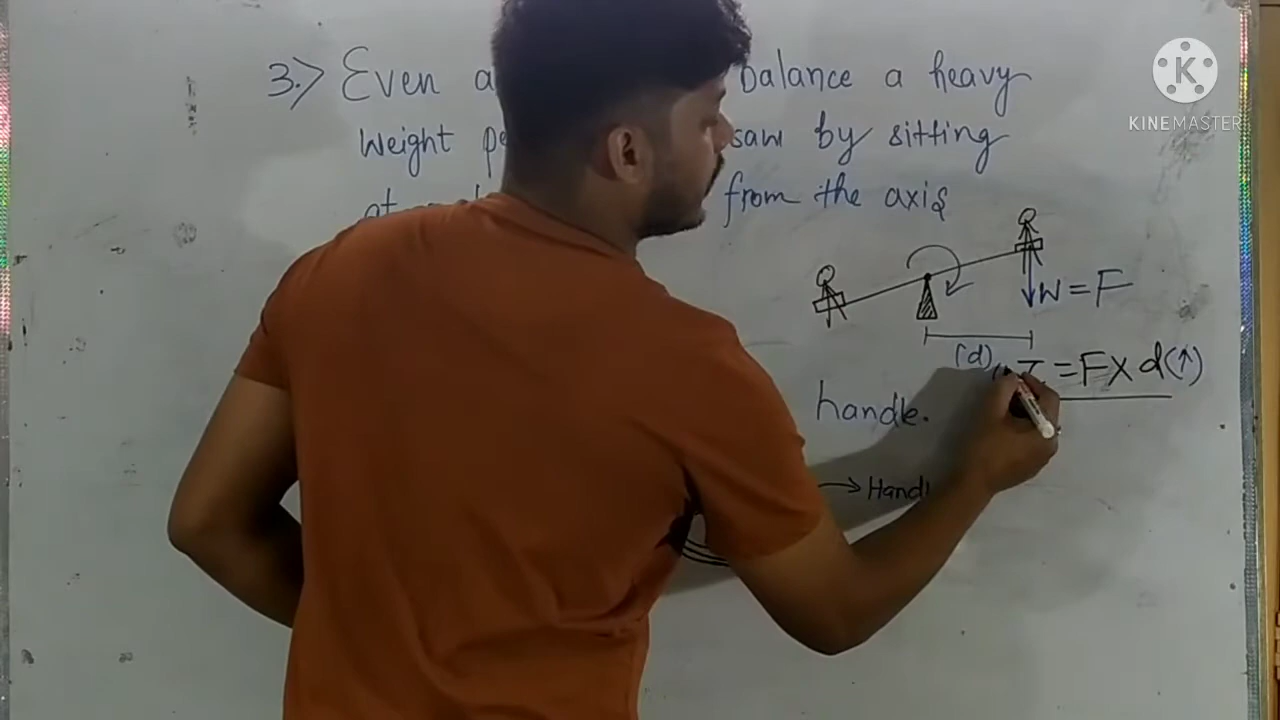 3.> Even a balance a heavy
weight saw by sitting
at from the axis
W = F
(d)
τ = F x d(↑)
handle.
→ Handl
KINEMASTER